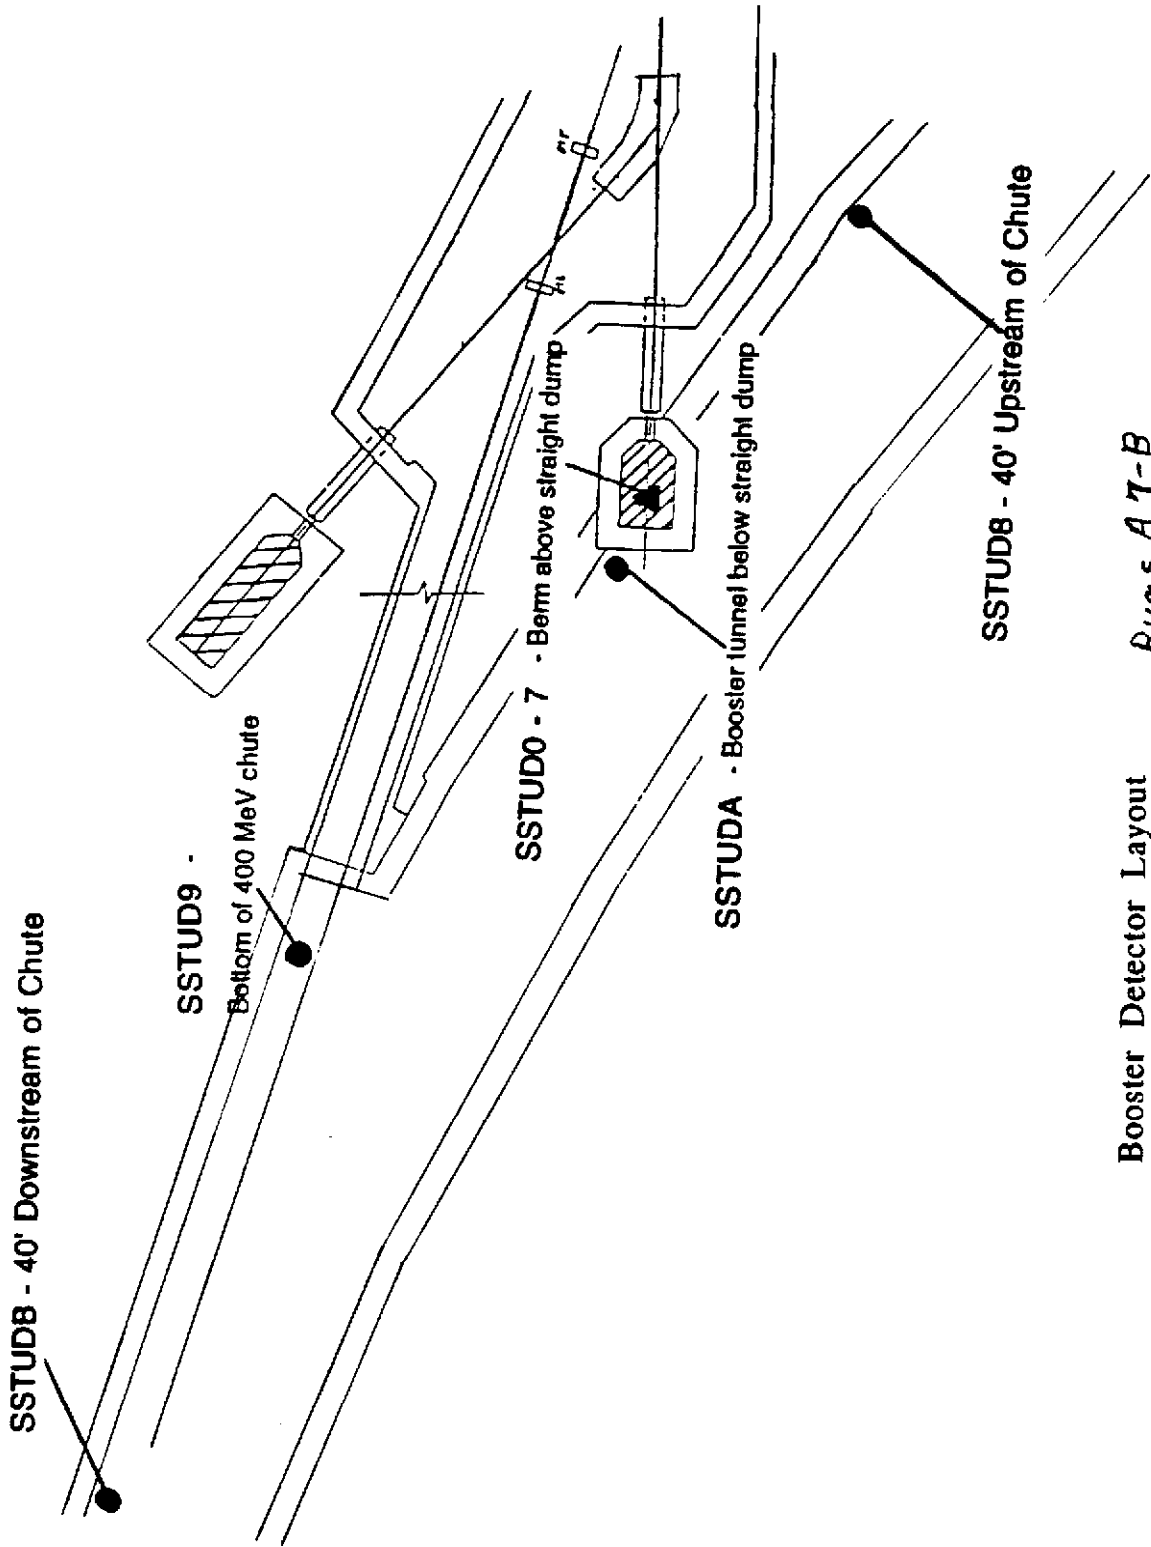 SSTUDB - 40' Downstream of Chute
SSTUD9 -
Bottom of 400 MeV chute
SSTUD0 - 7 - Berm above straight dump
SSTUDA - Booster tunnel below straight dump
SSTUD8 - 40' Upstream of Chute
Booster Detector Layout
A7-B